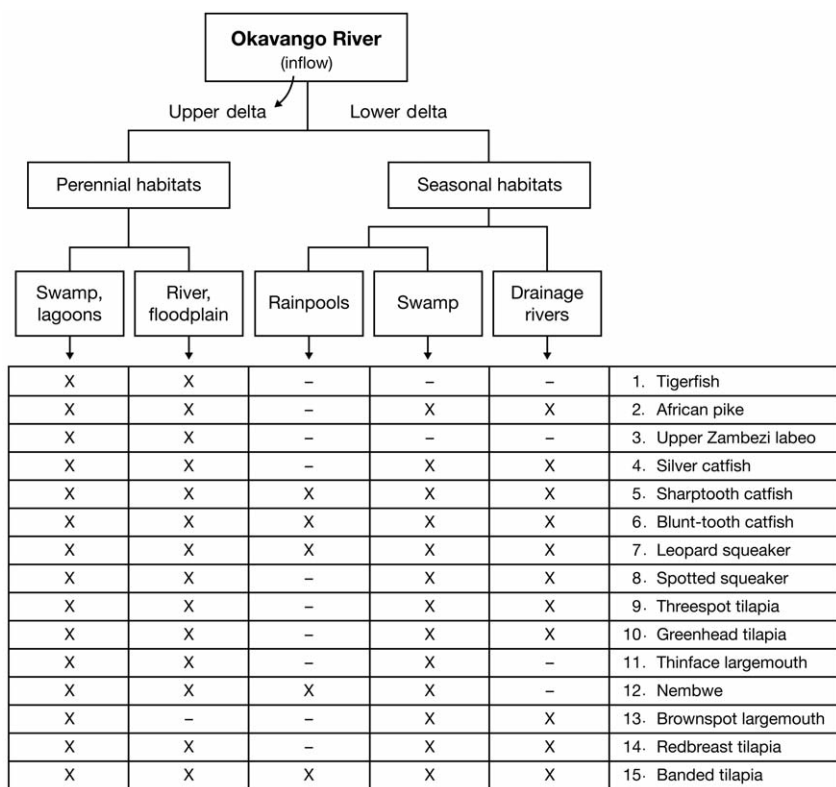 Okavango River
(inflow)
Upper delta Lower delta
Perennial habitats Seasonal habitats
Swamp,
lagoons
River,
floodplain
Rainpools
Swamp
Drainage
rivers
X X – – – 1. Tigerfish
X X – X X 2. African pike
X X – – – 3. Upper Zambezi labeo
X X – X X 4. Silver catfish
X X X X X 5. Sharptooth catfish
X X X X X 6. Blunt-tooth catfish
X X X X X 7. Leopard squeaker
X X – X X 8. Spotted squeaker
X X – X X 9. Threespot tilapia
X X – X X 10. Greenhead tilapia
X X – X – 11. Thinface largemouth
X X X X – 12. Nembwe
X – – X X 13. Brownspot largemouth
X X – X X 14. Redbreast tilapia
X X X X X 15. Banded tilapia